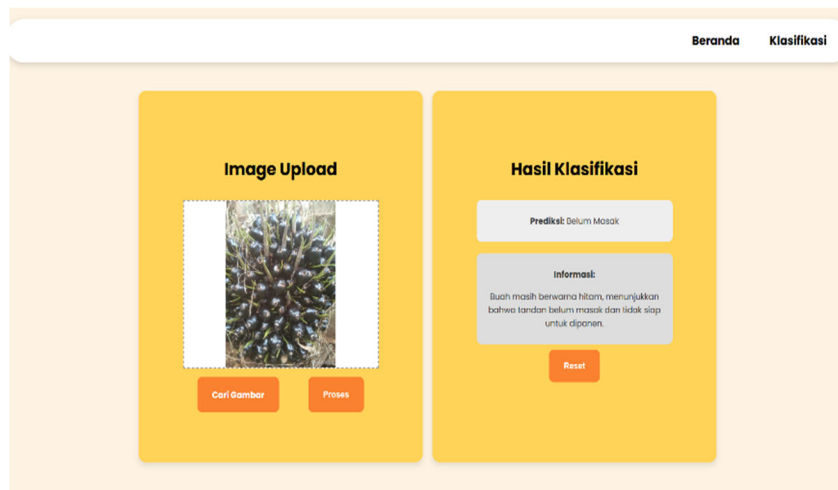 Beranda Klasifikasi
Image Upload
Cari Gambar Proses
Hasil Klasifikasi
Prediksi: Belum Masak
Informasi:
Buah masih berwarna hitam, menunjukkan
bahwa tandan belum masak dan tidak siap
untuk dipanen.
Reset